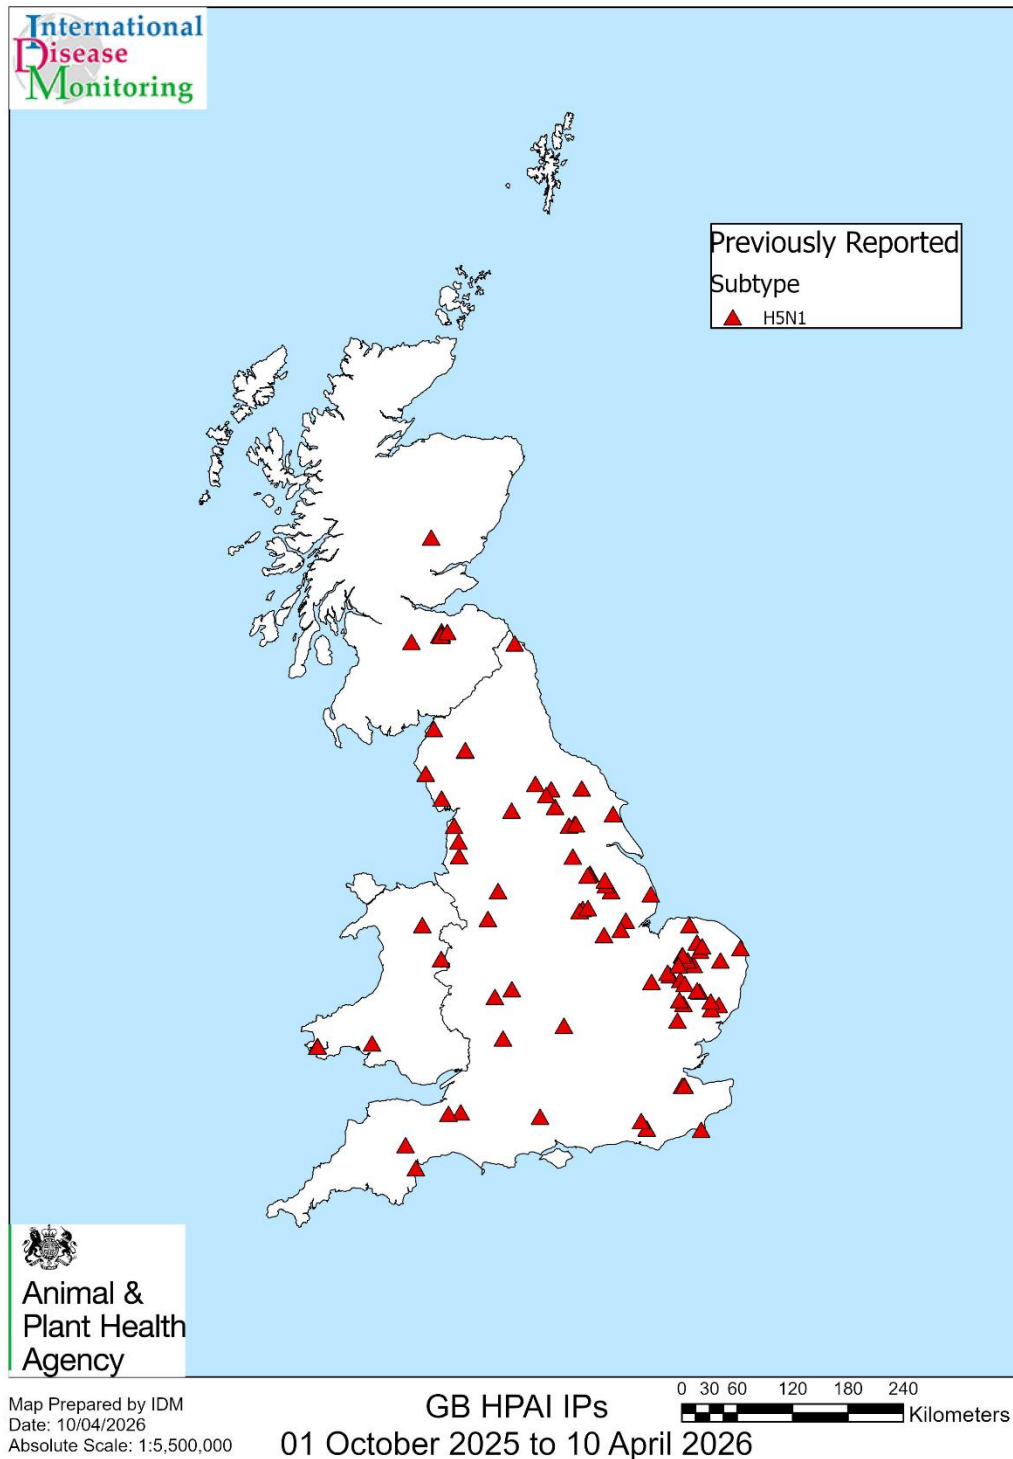 International
Disease
Monitoring
Previously Reported
Subtype
H5N1
Animal &
Plant Health
Agency
Map Prepared by IDM
Date: 10/04/2026
Absolute Scale: 1:5,500,000
GB HPAI IPs
01 October 2025 to 10 April 2026
0 30 60 120 180 240
Kilometers